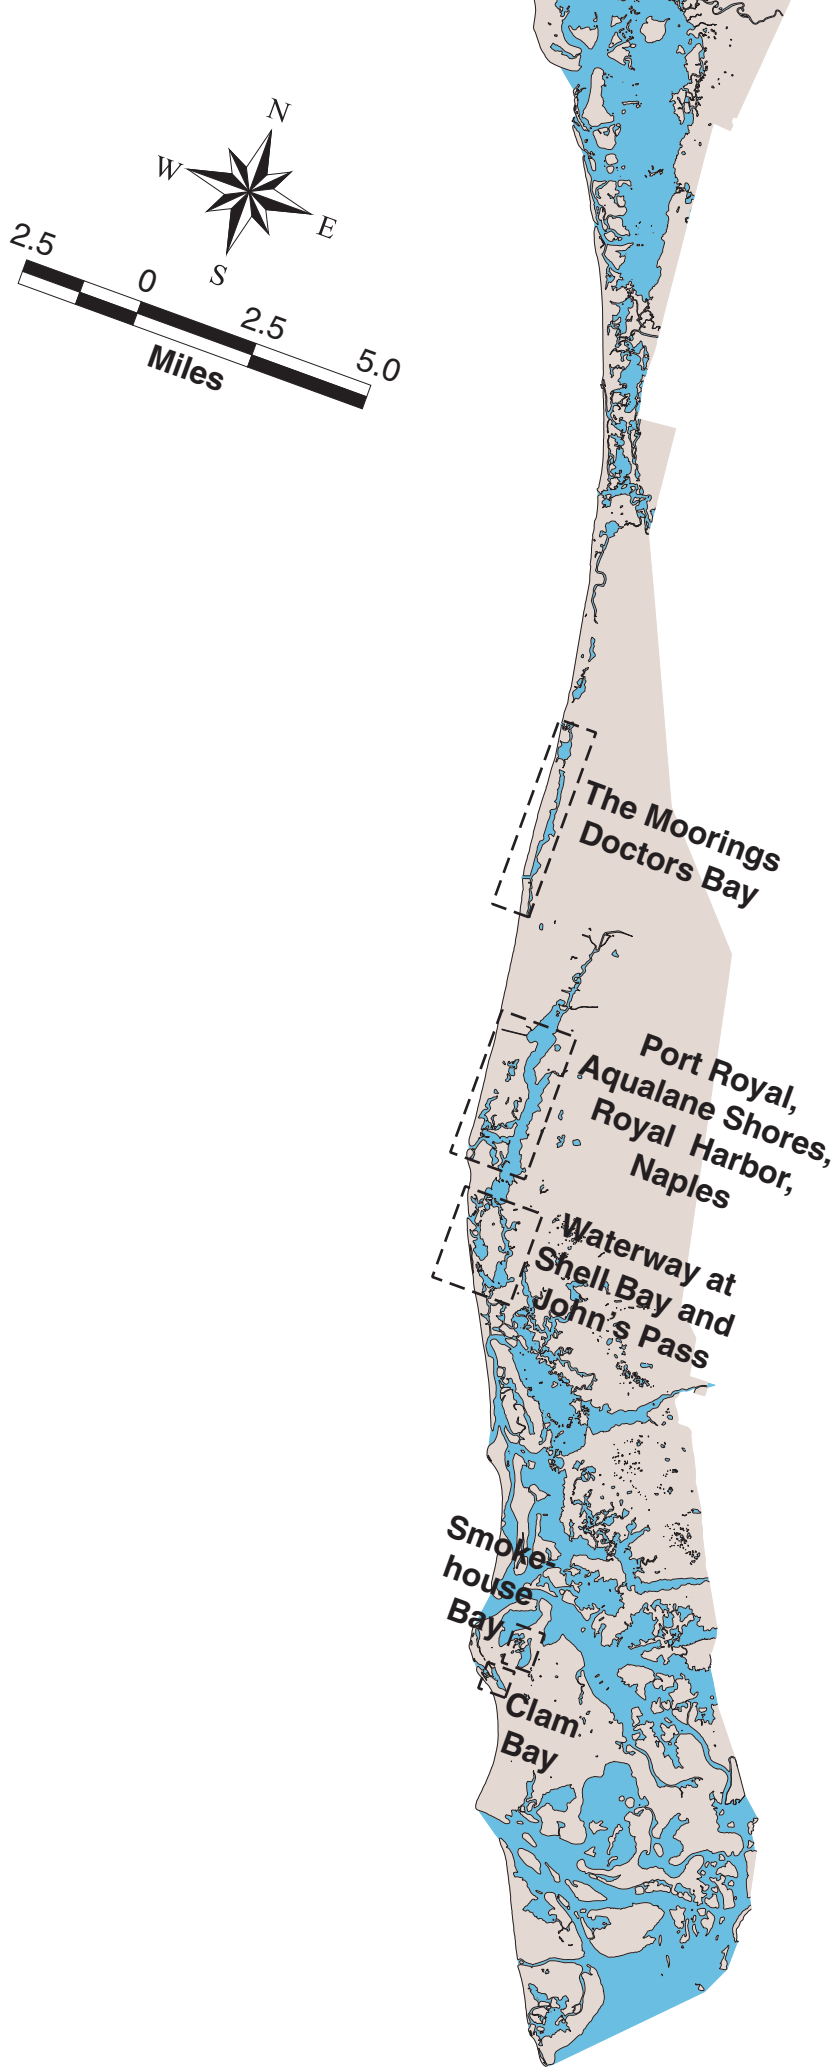 N
W
E
S
2.5
0
2.5
5.0
Miles
The Moorings
Doctors Bay
Port Royal,
Aqualane Shores,
Royal Harbor,
Naples
Waterway at
Shell Bay and
John's Pass
Smoke-
house
Bay
Clam
Bay